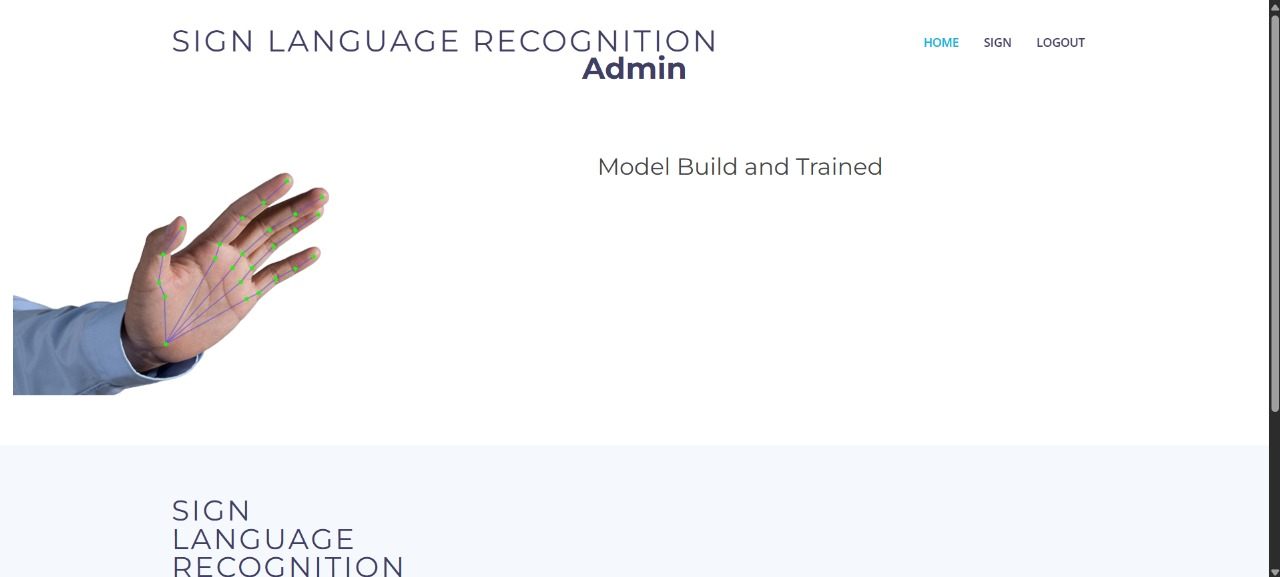 SIGN LANGUAGE RECOGNITION
HOME SIGN LOGOUT
Admin
Model Build and Trained
SIGN
LANGUAGE
RECOGNITION